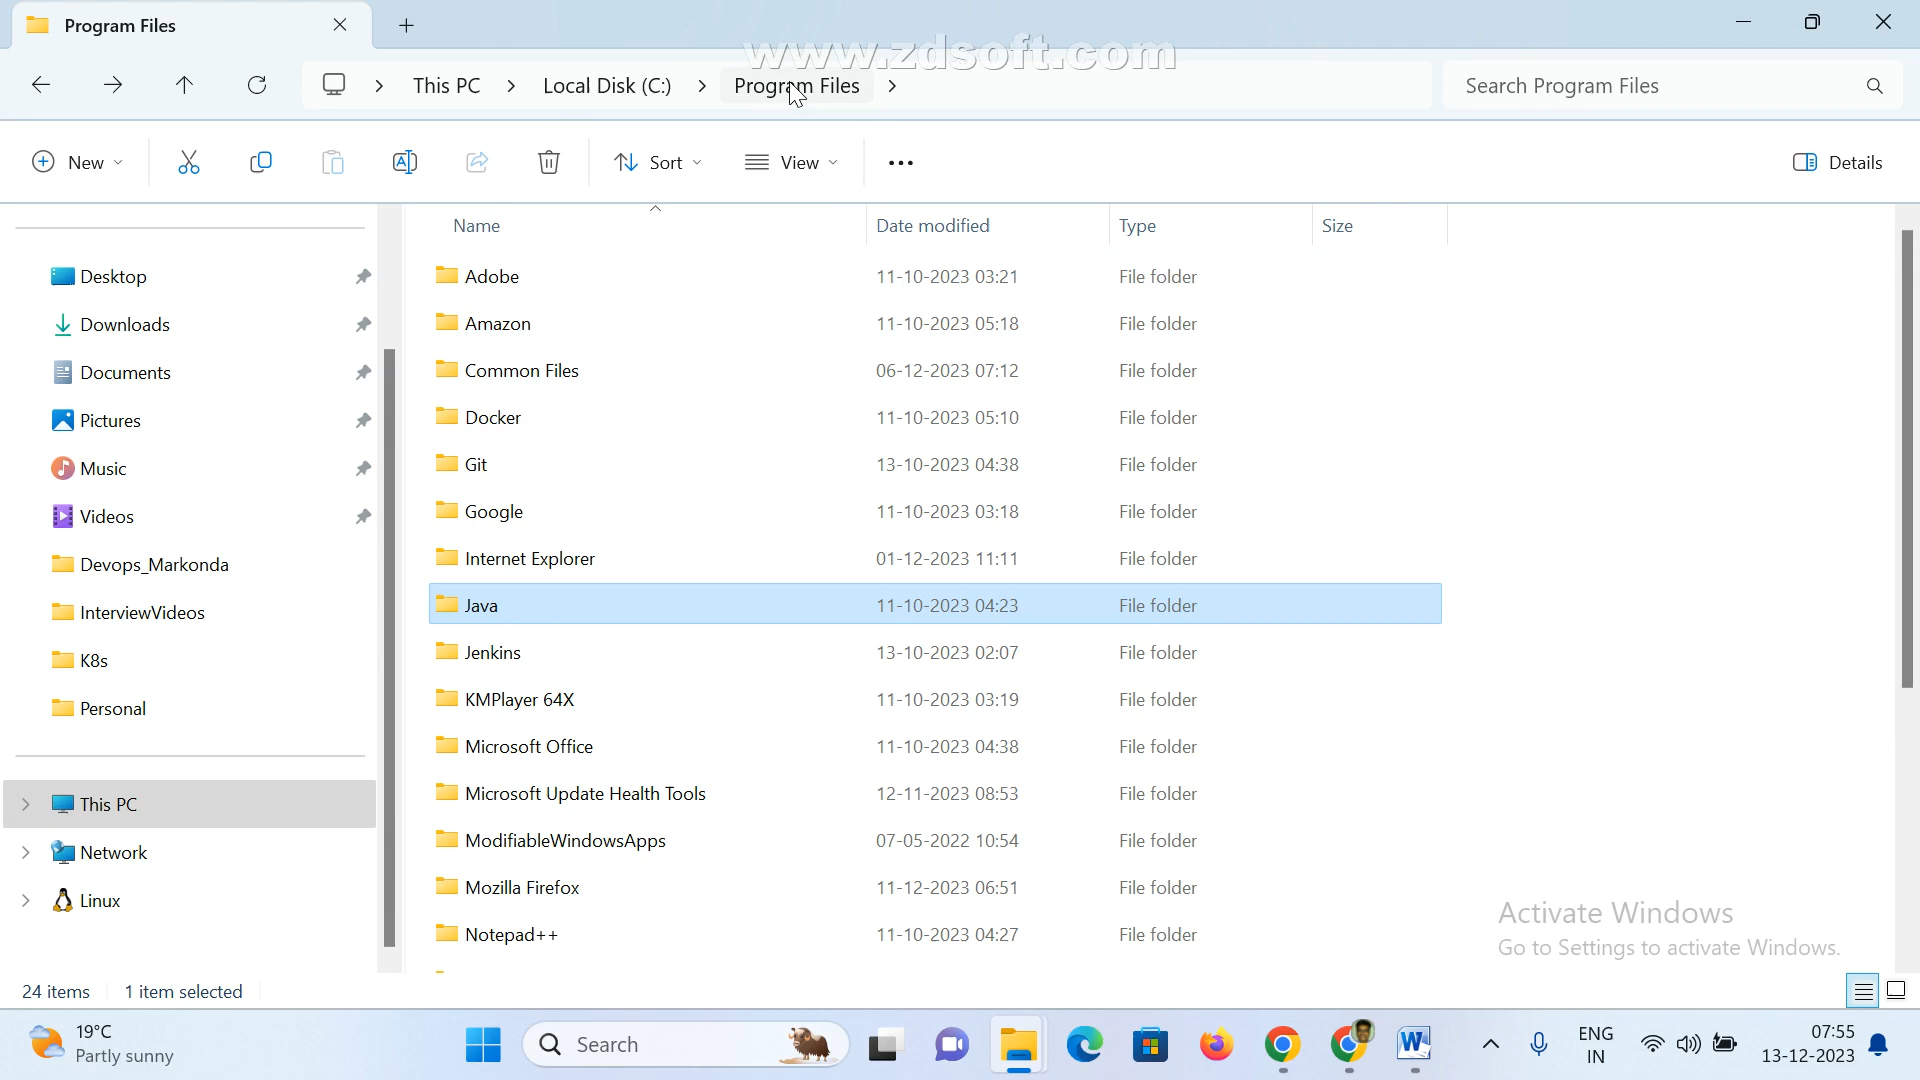 Program Files
www.zdsoft.com
This PC
Local Disk (C:)
Program Files
Search Program Files
New
Sort
View
Details
Name
Date modified
Type
Size
Desktop
Downloads
Documents
Pictures
Music
Videos
Devops_Markonda
InterviewVideos
K8s
Personal
This PC
Network
Linux
Adobe 11-10-2023 03:21 File folder
Amazon 11-10-2023 05:18 File folder
Common Files 06-12-2023 07:12 File folder
Docker 11-10-2023 05:10 File folder
Git 13-10-2023 04:38 File folder
Google 11-10-2023 03:18 File folder
Internet Explorer 01-12-2023 11:11 File folder
Java 11-10-2023 04:23 File folder
Jenkins 13-10-2023 02:07 File folder
KMPlayer 64X 11-10-2023 03:19 File folder
Microsoft Office 11-10-2023 04:38 File folder
Microsoft Update Health Tools 12-11-2023 08:53 File folder
ModifiableWindowsApps 07-05-2022 10:54 File folder
Mozilla Firefox 11-12-2023 06:51 File folder
Notepad++ 11-10-2023 04:27 File folder
Activate Windows
Go to Settings to activate Windows.
24 items
1 item selected
19°C
Partly sunny
Search
ENG
IN
07:55
13-12-2023